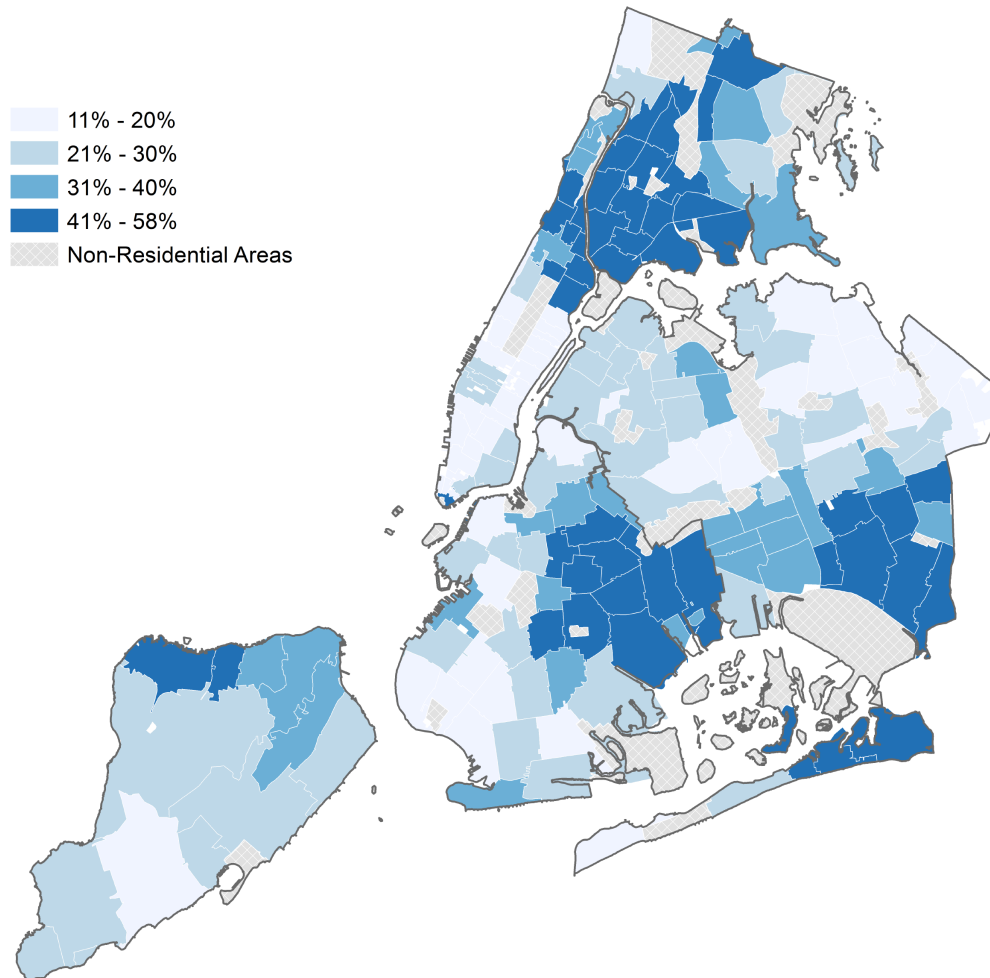 11% - 20%
21% - 30%
31% - 40%
41% - 58%
Non-Residential Areas